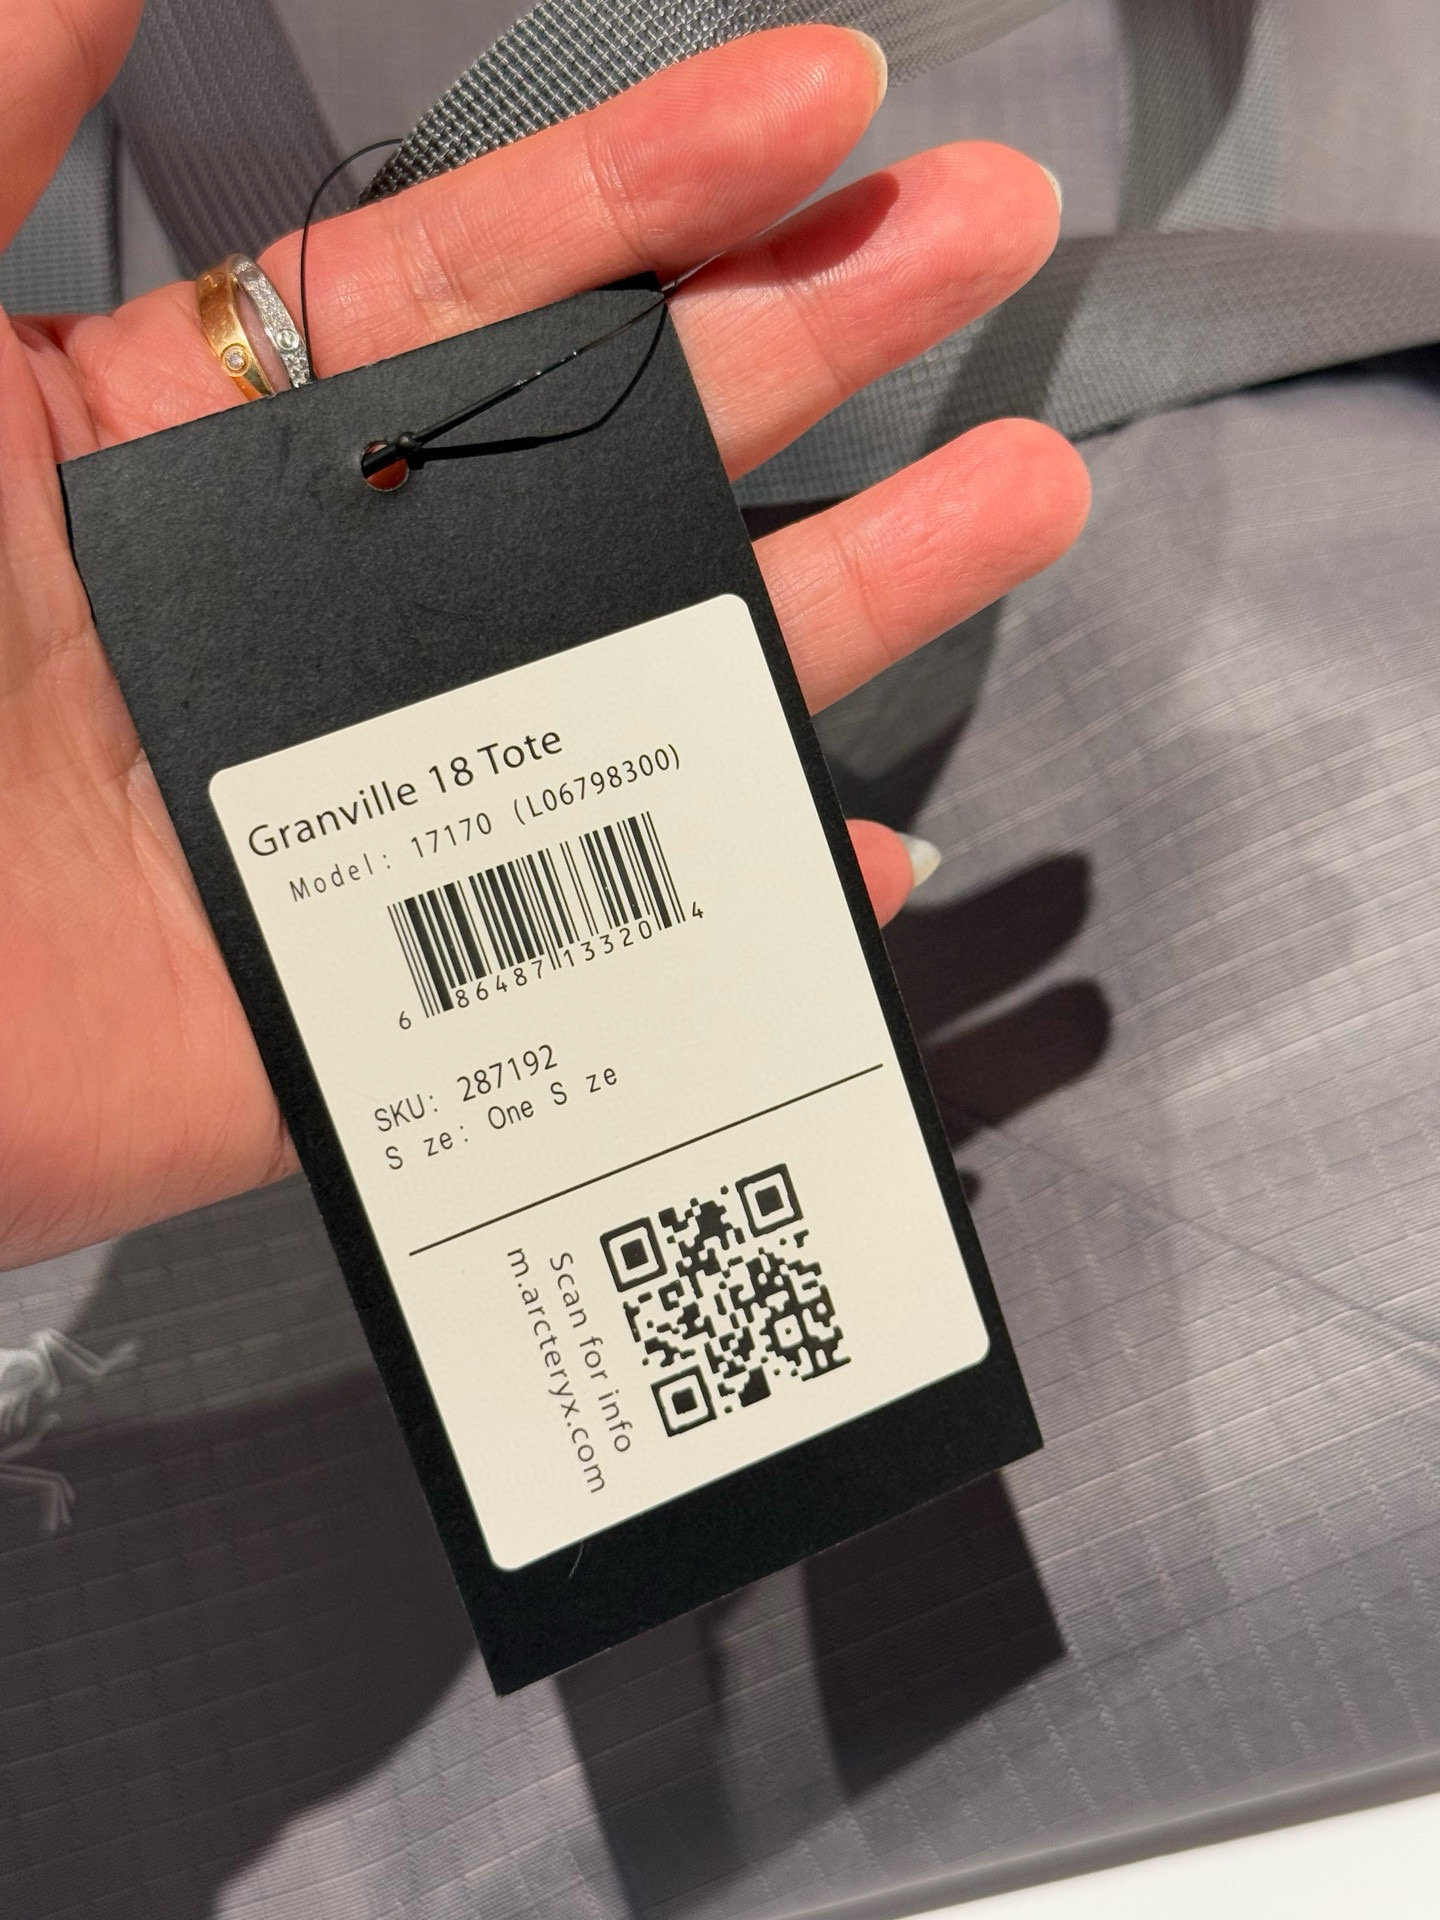 Granville 18 Tote
Model: 17170 (L06798300)
6 86487 13320 4
SKU: 287192
S ze: One S ze
Scan for info
m.arcteryx.com